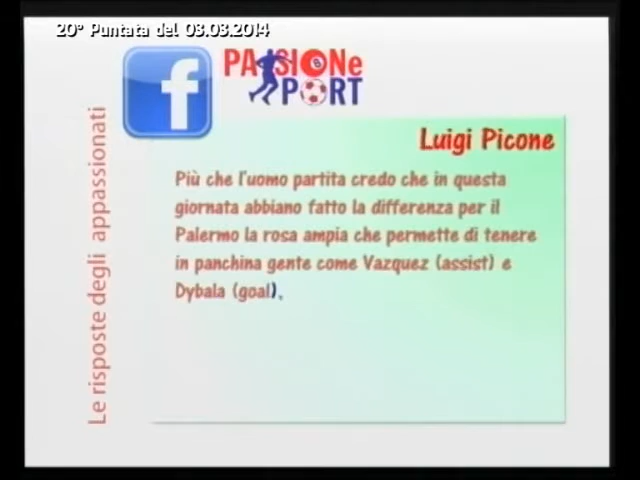 20° Puntata del 03.03.2014
PASSIONe
SPORT
Le risposte degli appassionati
Luigi Picone
Più che l'uomo partita credo che in questa
giornata abbiano fatto la differenza per il
Palermo la rosa ampia che permette di tenere
in panchina gente come Vazquez (assist) e
Dybala (goal).